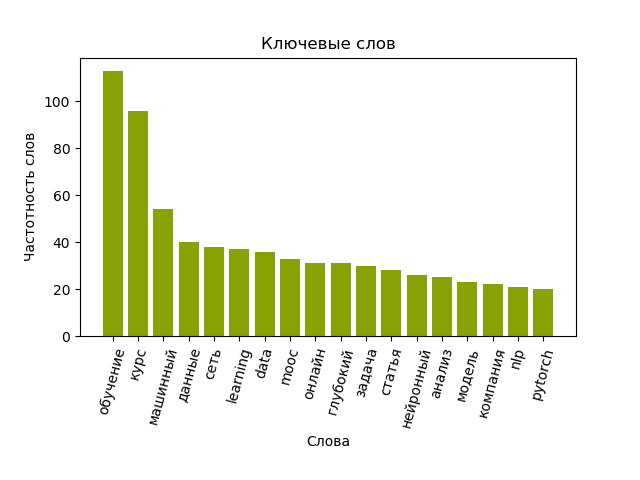 Ключевые слов
Частотность слов
100
80
60
40
20
0
обучение
курс
машинный
данные
сеть
learning
data
mooc
онлайн
глубокий
задача
статья
нейронный
анализ
модель
компания
nlp
pytorch
Слова